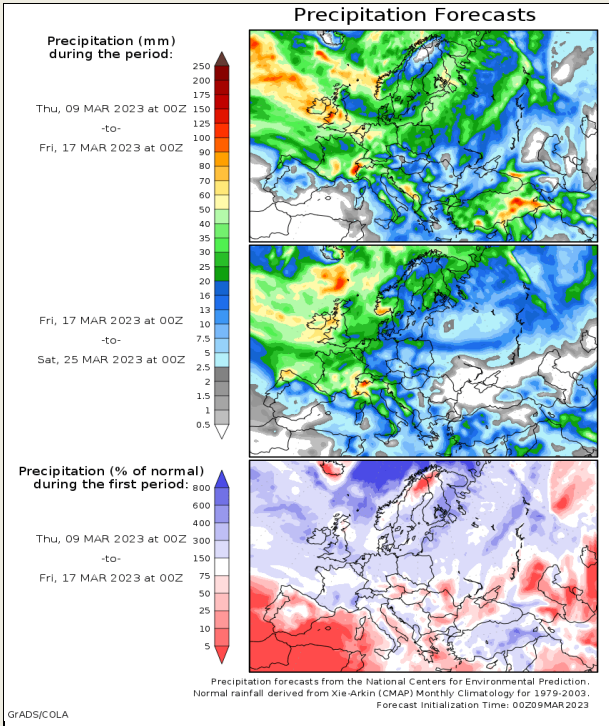 Precipitation Forecasts
Precipitation (mm)
during the period:
Thu, 09 MAR 2023 at 00Z
-to-
Fri, 17 MAR 2023 at 00Z
250
200
175
150
125
100
90
80
70
60
50
40
35
30
25
20
16
13
10
7.5
5
2.5
2
1.5
1
0.5
Fri, 17 MAR 2023 at 00Z
-to-
Sat, 25 MAR 2023 at 00Z
Precipitation (% of normal)
during the first period:
Thu, 09 MAR 2023 at 00Z
-to-
Fri, 17 MAR 2023 at 00Z
800
600
400
300
150
75
50
25
10
5
Precipitation forecasts from the National Centers for Environmental Prediction.
Normal rainfall derived from Xie-Arkin (CMAP) Monthly Climatology for 1979-2003.
Forecast Initialization Time: 00Z09MAR2023
GrADS/COLA